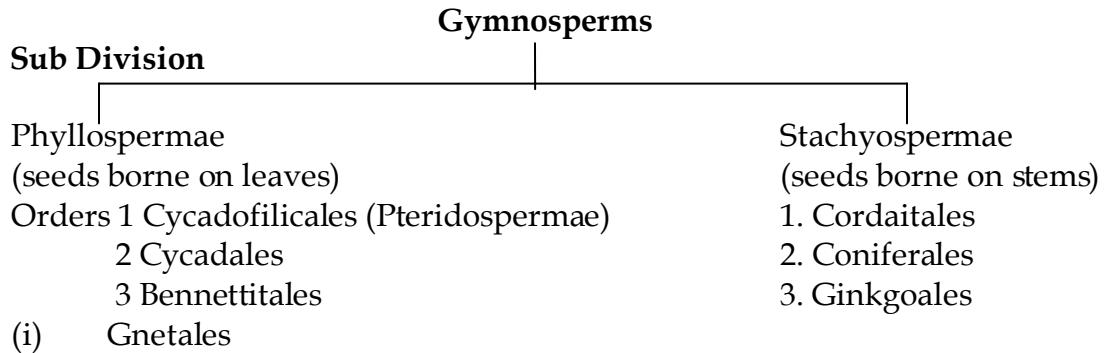 Gymnosperms
Sub Division
Phyllospermae
(seeds borne on leaves)
Orders 1 Cycadofilicales (Pteridospermae)
2 Cycadales
3 Bennettitales
(i) Gnetales
Stachyospermae
(seeds borne on stems)
1. Cordaitales
2. Coniferales
3. Ginkgoales